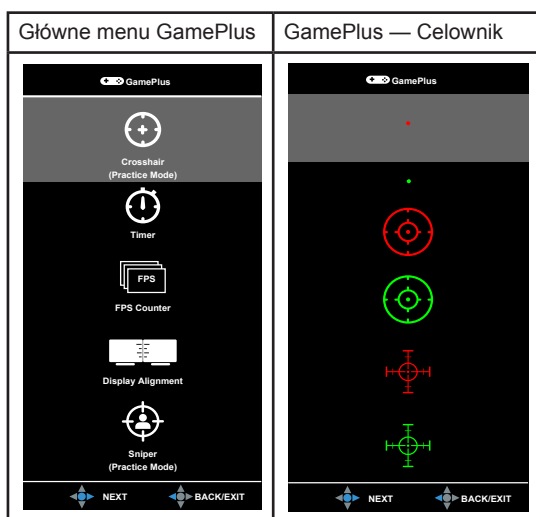 Główne menu GamePlus
GamePlus — Celownik
GamePlus
Crosshair
(Practice Mode)
Timer
FPS
FPS Counter
Display Alignment
Sniper
(Practice Mode)
NEXT BACK/EXIT
GamePlus
NEXT BACK/EXIT